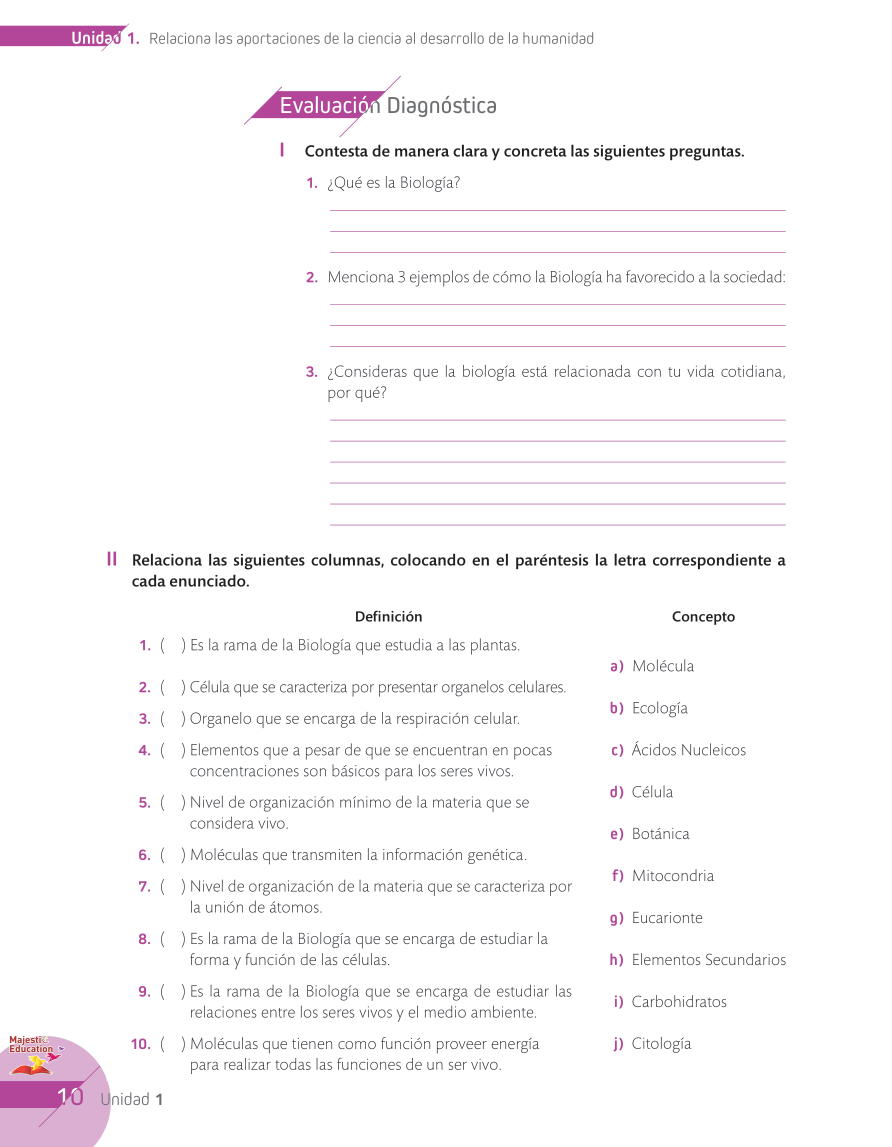 Unidad 1. Relaciona las aportaciones de la ciencia al desarrollo de la humanidad
Evaluación Diagnóstica
I Contesta de manera clara y concreta las siguientes preguntas.
1. ¿Qué es la Biología?
2. Menciona 3 ejemplos de cómo la Biología ha favorecido a la sociedad:
3. ¿Consideras que la biología está relacionada con tu vida cotidiana,
por qué?
II Relaciona las siguientes columnas, colocando en el paréntesis la letra correspondiente a
cada enunciado.
Definición
1. ( ) Es la rama de la Biología que estudia a las plantas.
2. ( ) Célula que se caracteriza por presentar organelos celulares.
3. ( ) Organelo que se encarga de la respiración celular.
4. ( ) Elementos que a pesar de que se encuentran en pocas
concentraciones son básicos para los seres vivos.
5. ( ) Nivel de organización mínimo de la materia que se
considera vivo.
6. ( ) Moléculas que transmiten la información genética.
7. ( ) Nivel de organización de la materia que se caracteriza por
la unión de átomos.
8. ( ) Es la rama de la Biología que se encarga de estudiar la
forma y función de las células.
9. ( ) Es la rama de la Biología que se encarga de estudiar las
relaciones entre los seres vivos y el medio ambiente.
10. ( ) Moléculas que tienen como función proveer energía
para realizar todas las funciones de un ser vivo.
Concepto
a) Molécula
b) Ecología
c) Ácidos Nucleicos
d) Célula
e) Botánica
f) Mitocondria
g) Eucarionte
h) Elementos Secundarios
i) Carbohidratos
j) Citología
Majestic
Education
10 Unidad 1